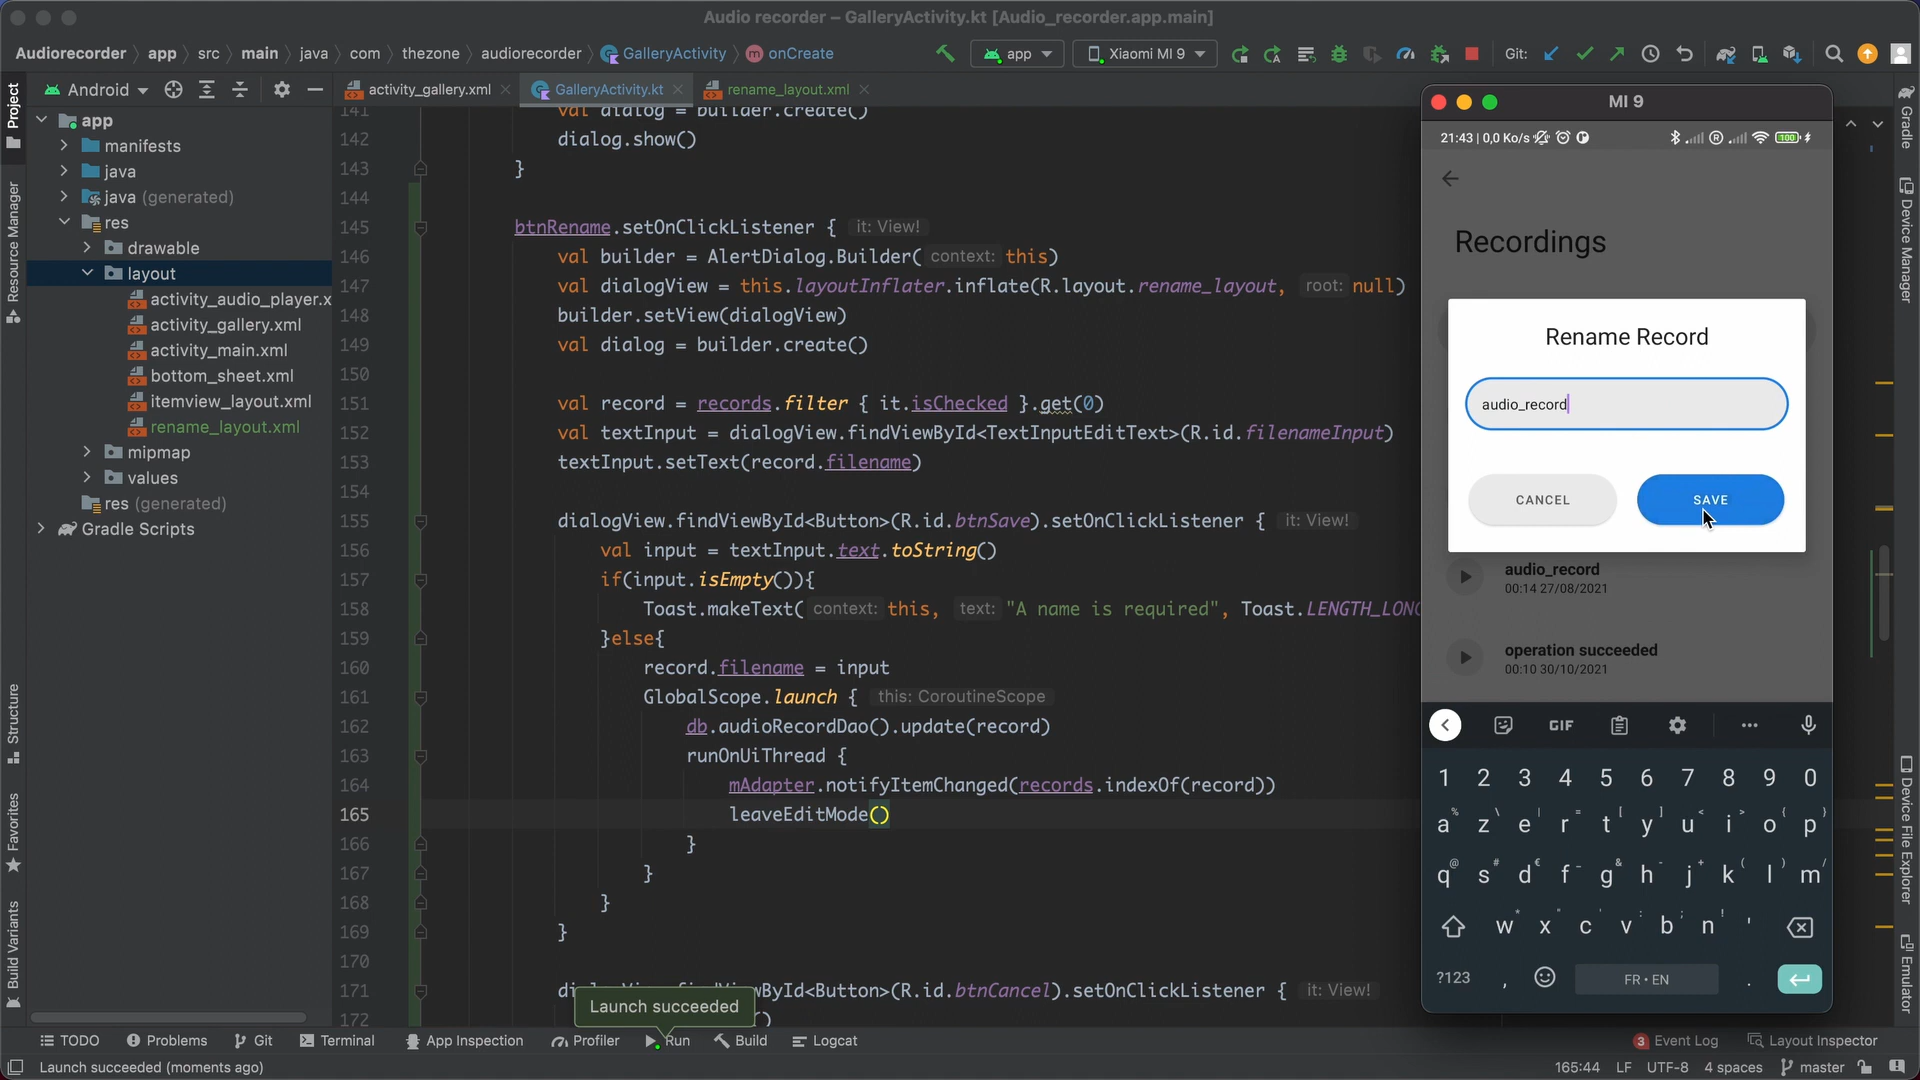 Audio recorder – GalleryActivity.kt [Audio_recorder.app.main]
Audiorecorder app src main java com thezone audiorecorder GalleryActivity onCreate
app Xiaomi MI 9 Git:
Android
activity_gallery.xml GalleryActivity.kt rename_layout.xml
Project
Resource Manager
Structure
Favorites
Build Variants
app
manifests
java
java (generated)
res
drawable
layout
activity_audio_player.x
activity_gallery.xml
activity_main.xml
bottom_sheet.xml
itemview_layout.xml
rename_layout.xml
mipmap
values
res (generated)
Gradle Scripts
141 val dialog = builder.create()
142 dialog.show()
143 }
144
145 btnRename.setOnClickListener { it: View!
146 val builder = AlertDialog.Builder( context: this)
147 val dialogView = this.layoutInflater.inflate(R.layout.rename_layout, root: null)
148 builder.setView(dialogView)
149 val dialog = builder.create()
150
151 val record = records.filter { it.isChecked }.get(0)
152 val textInput = dialogView.findViewById<TextInputEditText>(R.id.filenameInput)
153 textInput.setText(record.filename)
154
155 dialogView.findViewById<Button>(R.id.btnSave).setOnClickListener { it: View!
156 val input = textInput.text.toString()
157 if(input.isEmpty()){
158 Toast.makeText( context: this, text: "A name is required", Toast.LENGTH_LONG
159 }else{
160 record.filename = input
161 GlobalScope.launch { this: CoroutineScope
162 db.audioRecordDao().update(record)
163 runOnUiThread {
164 mAdapter.notifyItemChanged(records.indexOf(record))
165 leaveEditMode()
166 }
167 }
168 }
169 }
170
171 ViewById<Button>(R.id.btnCancel).setOnClickListener { it: View!
172 )
Launch succeeded
MI 9
21:43 | 0,0 Ko/s 100
Recordings
Rename Record
audio_record
CANCEL SAVE
audio_record
00:14 27/08/2021
operation succeeded
00:10 30/10/2021
GIF
1 2 3 4 5 6 7 8 9 0
a z e r t y u i o p
q s d f g h j k l m
w x c v b n '
?123 , FR • EN .
Gradle
Device Manager
Device File Explorer
Emulator
TODO Problems Git Terminal App Inspection Profiler Run Build Logcat 3 Event Log Layout Inspector
Launch succeeded (moments ago) 165:44 LF UTF-8 4 spaces master